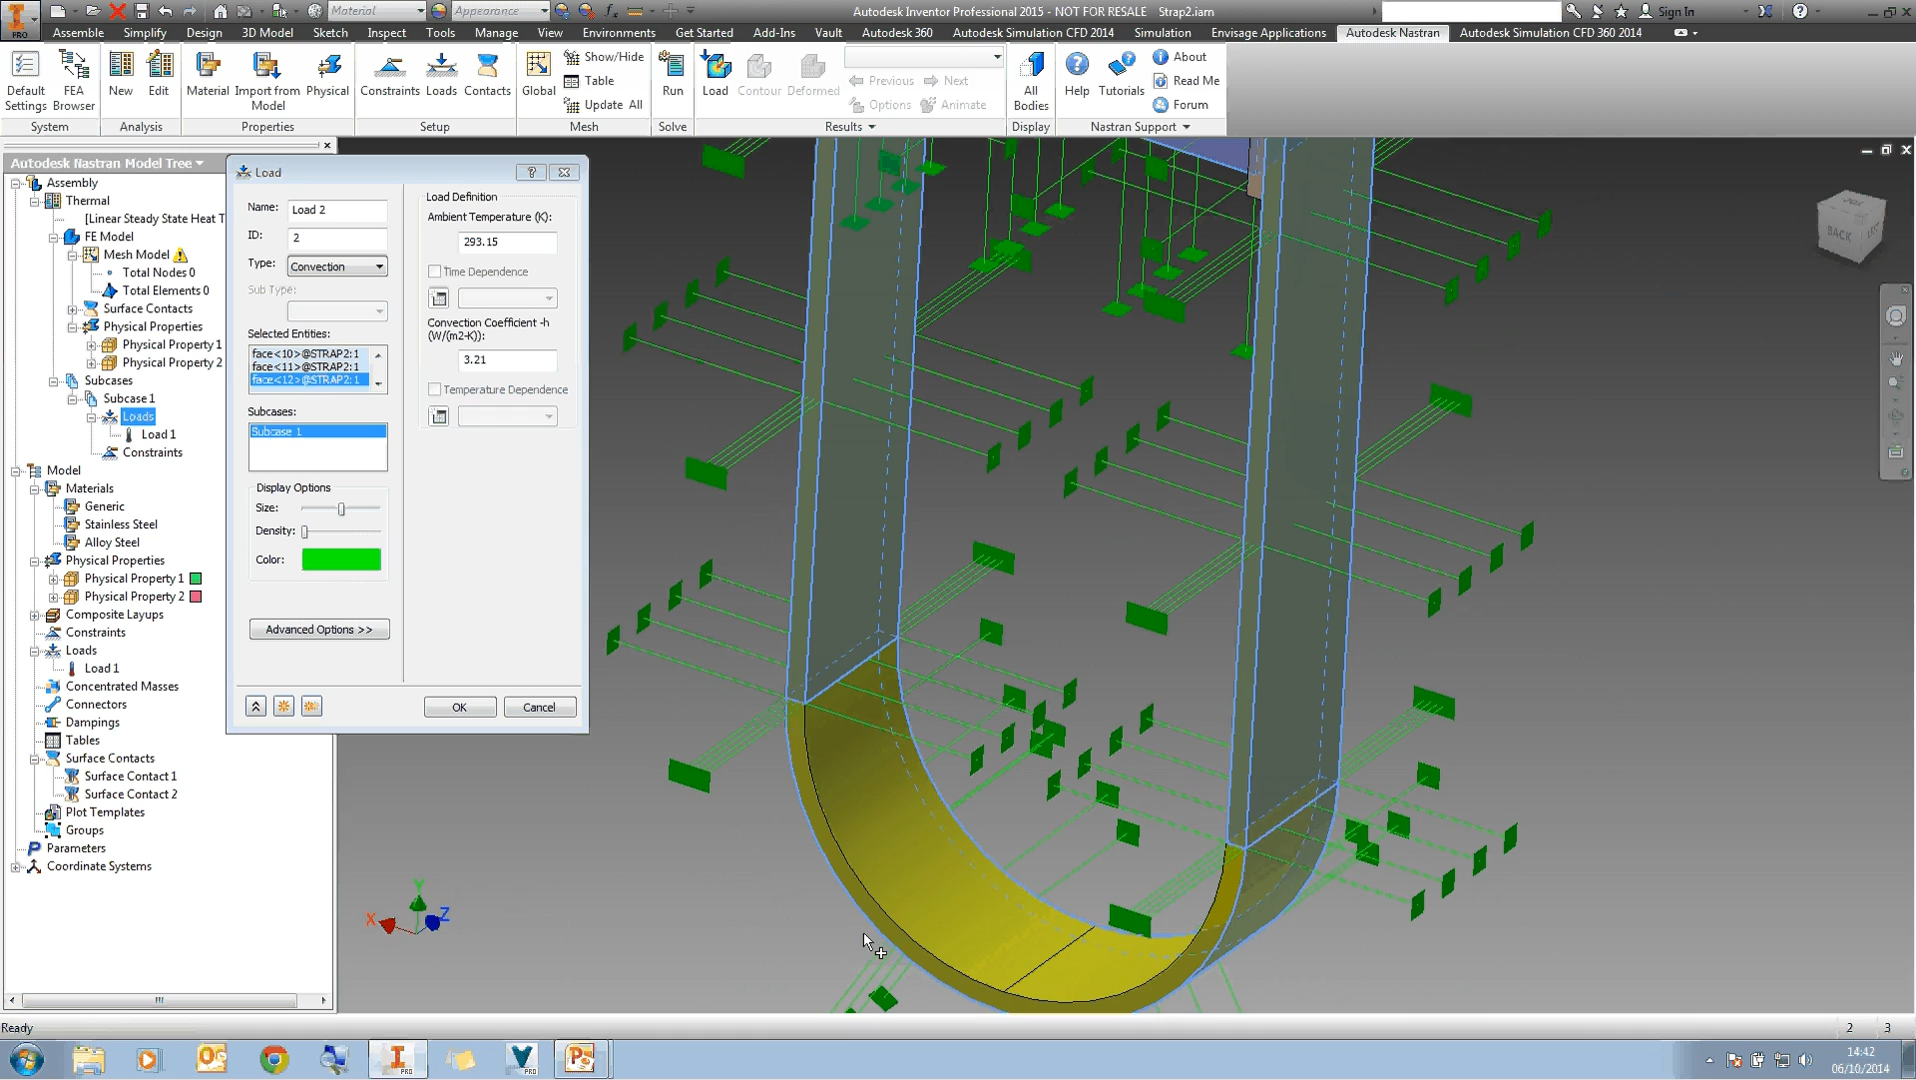 Material
Appearance
Autodesk Inventor Professional 2015 - NOT FOR RESALE Strap2.iam
Sign In
PRO
Assemble Simplify Design 3D Model Sketch Inspect Tools Manage View Environments Get Started Add-Ins Vault Autodesk 360 Autodesk Simulation CFD 2014 Simulation Envisage Applications Autodesk Nastran Autodesk Simulation CFD 360 2014
Default Settings
FEA Browser
New
Edit
Material
Import from Model
Physical
Constraints
Loads
Contacts
Global
Show/Hide
Table
Update All
Run
Load
Contour
Deformed
Previous Next
Options Animate
All Bodies
Help
Tutorials
About
Read Me
Forum
System
Analysis
Properties
Setup
Mesh
Solve
Results
Display
Nastran Support
Autodesk Nastran Model Tree
Assembly
Thermal
[Linear Steady State Heat T
FE Model
Mesh Model
Total Nodes 0
Total Elements 0
Surface Contacts
Physical Properties
Physical Property 1
Physical Property 2
Subcases
Subcase 1
Loads
Load 1
Constraints
Model
Materials
Generic
Stainless Steel
Alloy Steel
Physical Properties
Physical Property 1
Physical Property 2
Composite Layups
Constraints
Loads
Load 1
Concentrated Masses
Connectors
Dampings
Tables
Surface Contacts
Surface Contact 1
Surface Contact 2
Plot Templates
Groups
Parameters
Coordinate Systems
Load
Name: Load 2
ID: 2
Type: Convection
Sub Type:
Selected Entities:
face<10>@STRAP2:1
face<11>@STRAP2:1
face<12>@STRAP2:1
Subcases:
Subcase 1
Display Options
Size:
Density:
Color:
Advanced Options >>
Load Definition
Ambient Temperature (K):
293.15
Time Dependence
Convection Coefficient -h
(W/(m2-K)):
3.21
Temperature Dependence
OK
Cancel
BACK
X
Y
Z
Ready
2 3
PRO
PRO
14:42
06/10/2014